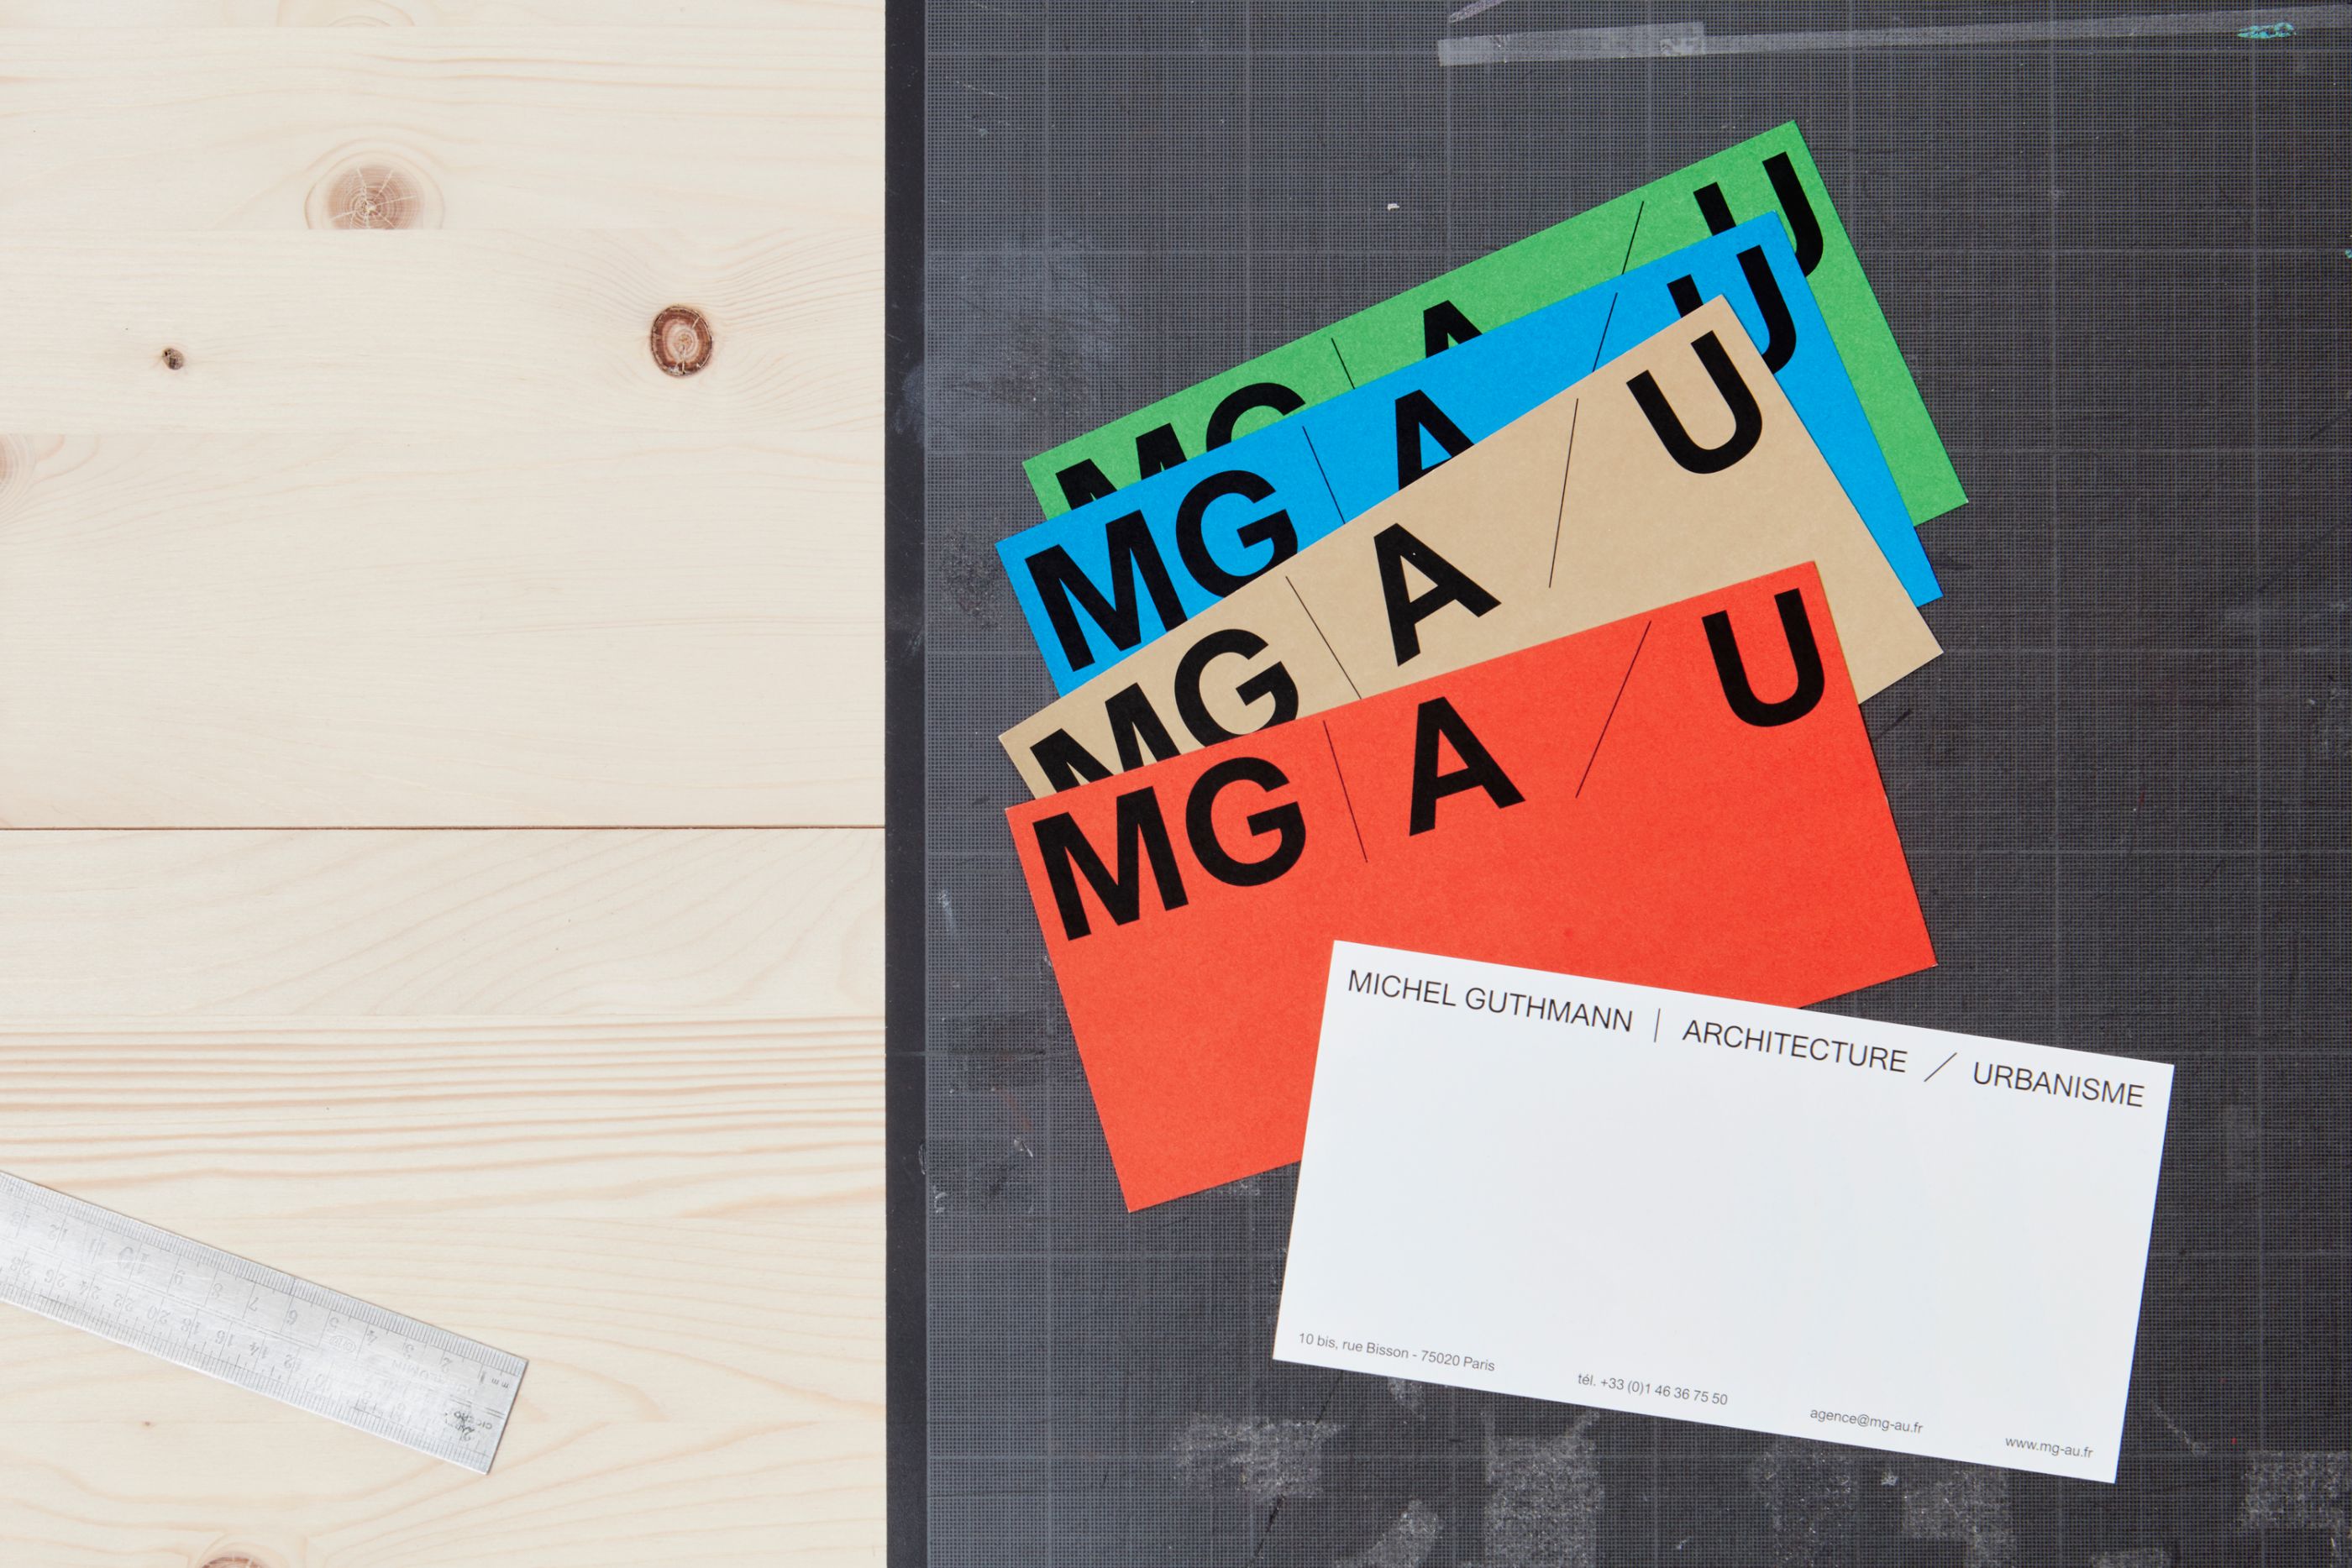 MG | A / U
MG | A / U
MG | A / U
MG | A / U
MICHEL GUTHMANN | ARCHITECTURE / URBANISME
10 bis, rue Bisson - 75020 Paris
tél. +33 (0)1 46 36 75 50
agence@mg-au.fr
www.mg-au.fr